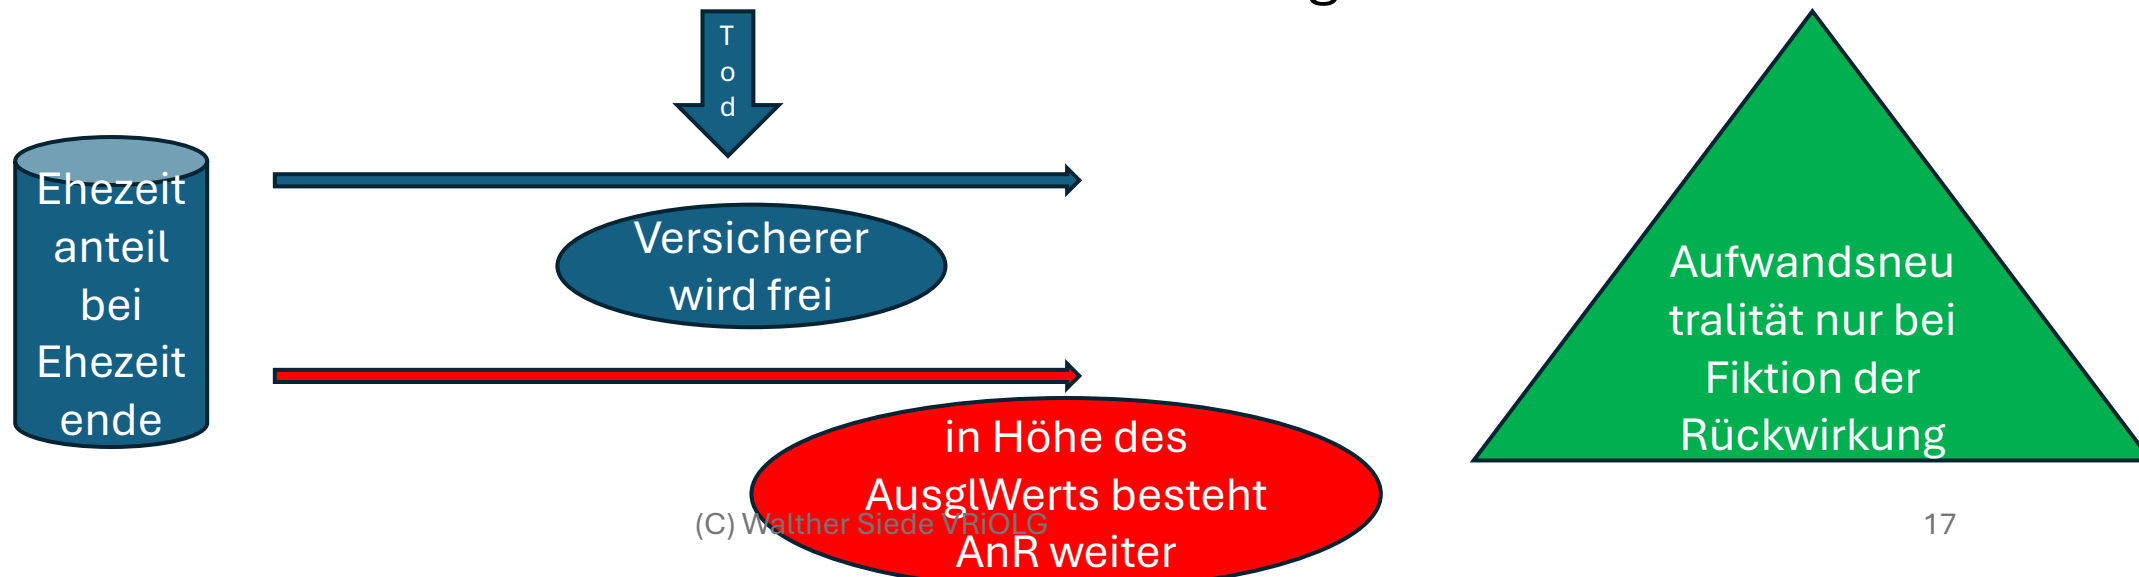 T
o
d
Ehezeit
anteil
bei
Ehezeit
ende
Versicherer
wird frei
in Höhe des
AusglWerts besteht
AnR weiter
Aufwandsneu
tralität nur bei
Fiktion der
Rückwirkung
(C) Walther Siede VRiOLG
17